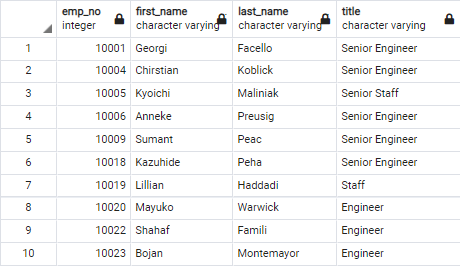 emp_no first_name last_name title
integer character varying character varying character varying
1 10001 Georgi Facello Senior Engineer
2 10004 Chirstian Koblick Senior Engineer
3 10005 Kyoichi Maliniak Senior Staff
4 10006 Anneke Preusig Senior Engineer
5 10009 Sumant Peac Senior Engineer
6 10018 Kazuhide Peha Senior Engineer
7 10019 Lillian Haddadi Staff
8 10020 Mayuko Warwick Engineer
9 10022 Shahaf Famili Engineer
10 10023 Bojan Montemayor Engineer